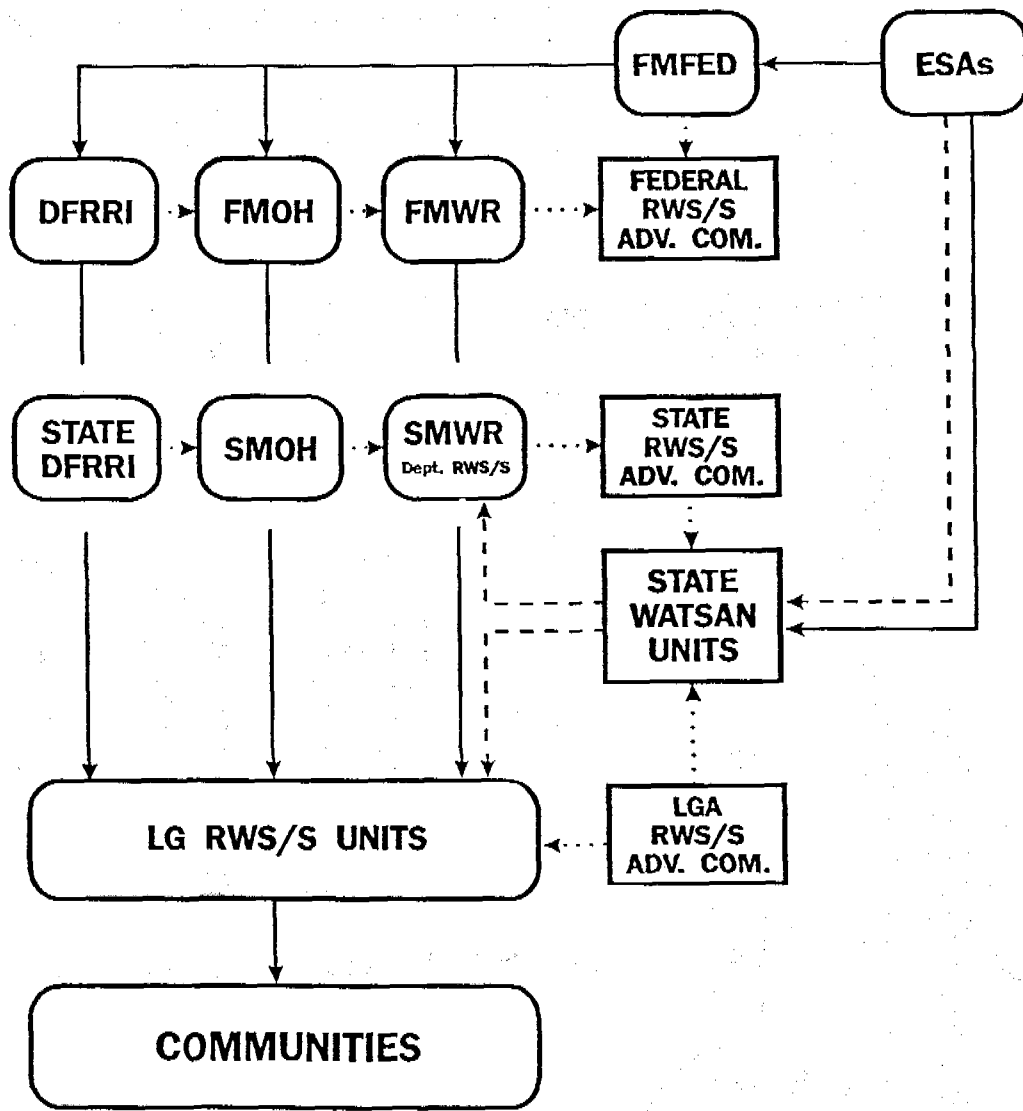 FMFED
ESAs
DFRRI
FMOH
FMWR
FEDERAL
RWS/S
ADV. COM.
STATE
DFRRI
SMOH
SMWR
Dept. RWS/S
STATE
RWS/S
ADV. COM.
STATE
WATSAN
UNITS
LG RWS/S UNITS
LGA
RWS/S
ADV. COM.
COMMUNITIES